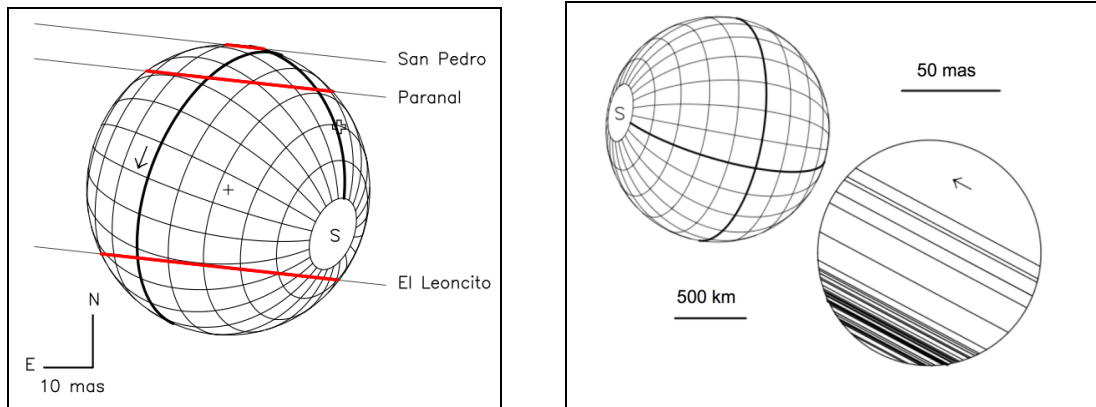 San Pedro
Paranal
S
El Leoncito
N
E
10 mas
S
50 mas
500 km